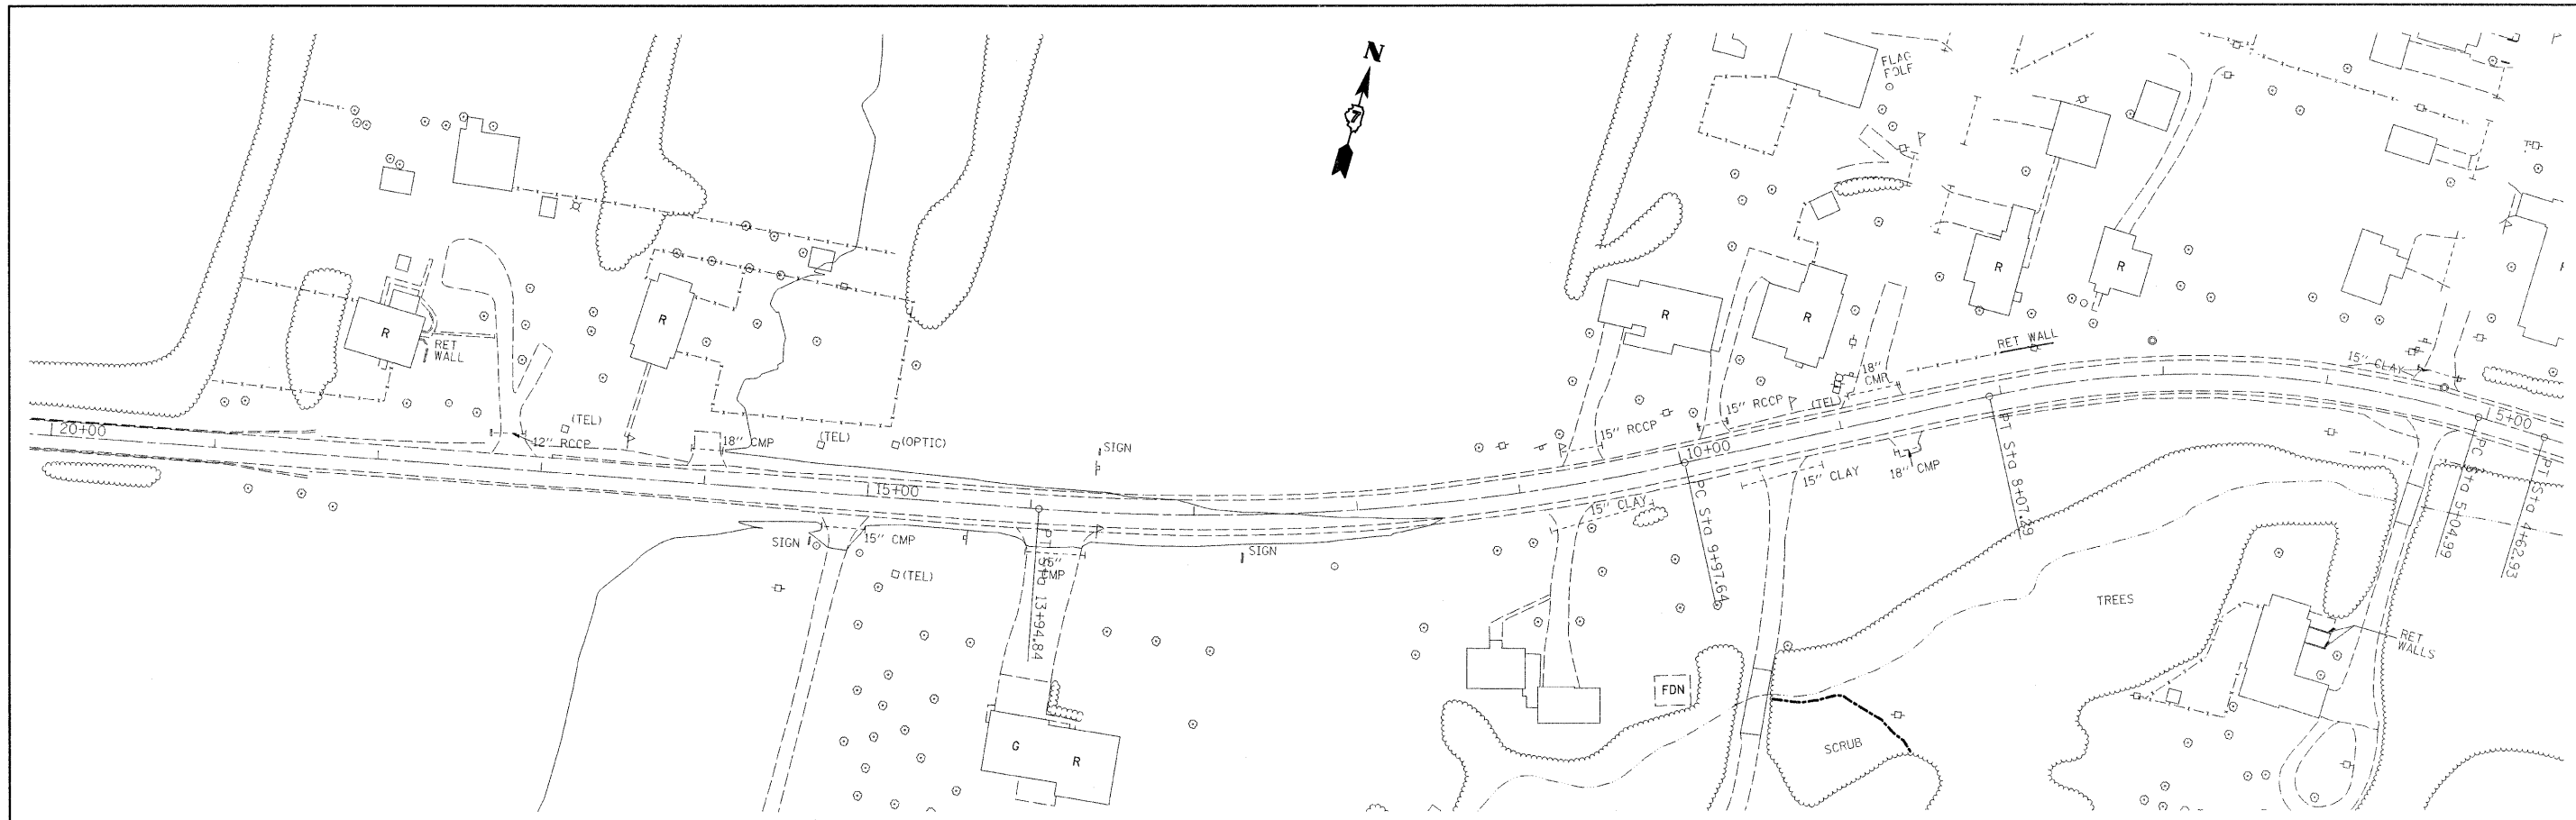 N
7
R
RET
WALL
(TEL)
R
20+00
12" RCCP
18" CMP
(TEL)
(OPTIC)
SIGN
15+00
SIGN
15" CMP
(TEL)
15"
CMP
PT Sta 13+94.84
SIGN
G
R
R
R
R
R
RET WALL
15" RCCP
15" RCCP
(TEL)
18"
CMP
10+00
15" CLAY
15" CLAY
18" CMP
PC Sta 9+97.64
PT Sta 8+07.29
15" CLAY
5+00
PC Sta 5+04.99
PT Sta 4+62.93
FDN
SCRUB
TREES
RET
WALLS